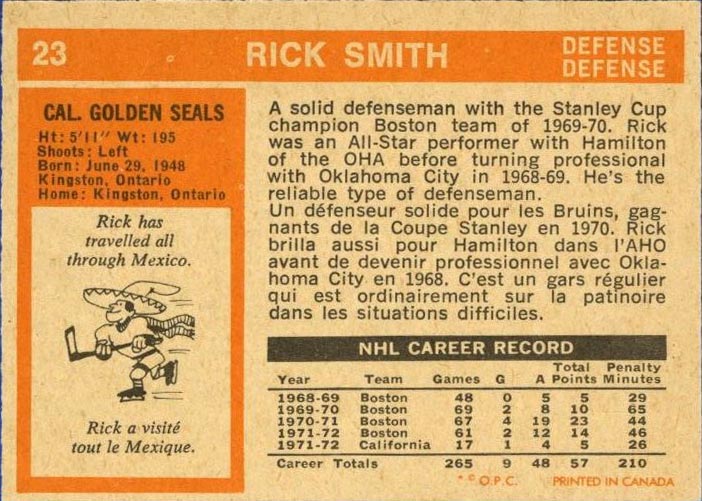 23 RICK SMITH DEFENSE
DEFENSE
CAL. GOLDEN SEALS
Ht: 5'11" Wt: 195
Shoots: Left
Born: June 29, 1948
Kingston, Ontario
Home: Kingston, Ontario
Rick has
travelled all
through Mexico.
Rick a visité
tout le Mexique.
A solid defenseman with the Stanley Cup
champion Boston team of 1969-70. Rick
was an All-Star performer with Hamilton
of the OHA before turning professional
with Oklahoma City in 1968-69. He's the
reliable type of defenseman.
Un défenseur solide pour les Bruins, gag-
nants de la Coupe Stanley en 1970. Rick
brilla aussi pour Hamilton dans l'AHO
avant de devenir professionnel avec Okla-
homa City en 1968. C'est un gars régulier
qui est ordinairement sur la patinoire
dans les situations difficiles.
NHL CAREER RECORD
Total Penalty
Year Team Games G A Points Minutes
1968-69 Boston 48 0 5 5 29
1969-70 Boston 69 2 8 10 65
1970-71 Boston 67 4 19 23 44
1971-72 Boston 61 2 12 14 46
1971-72 California 17 1 4 5 26
Career Totals 265 9 48 57 210
* © O.P.C. PRINTED IN CANADA